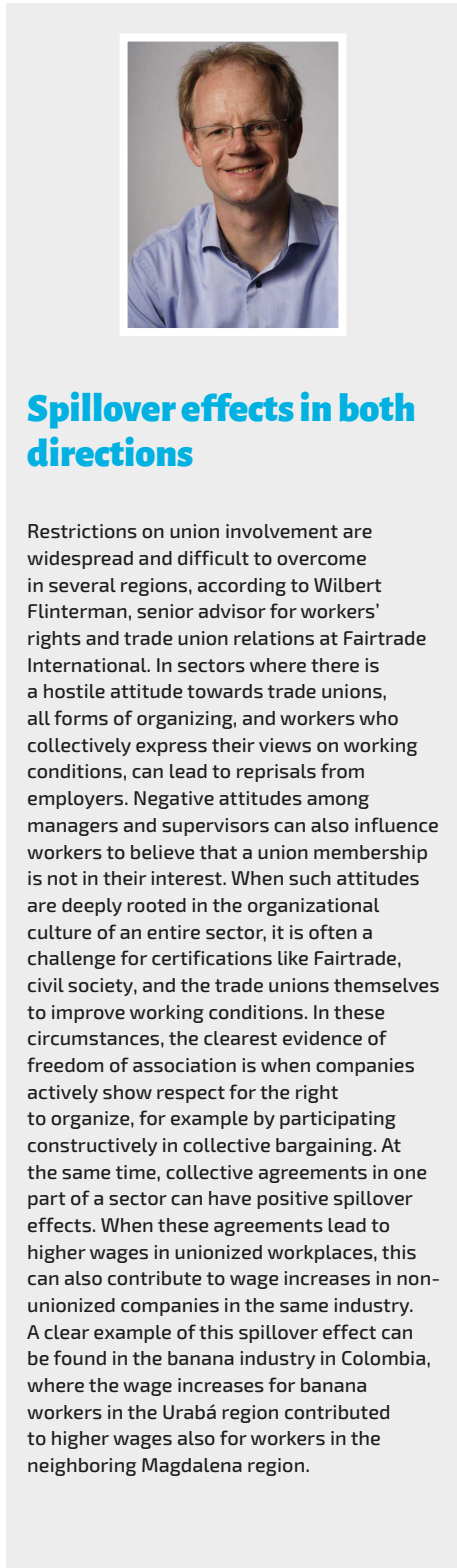 Spillover effects in both
directions
Restrictions on union involvement are
widespread and difficult to overcome
in several regions, according to Wilbert
Flinterman, senior advisor for workers’
rights and trade union relations at Fairtrade
International. In sectors where there is
a hostile attitude towards trade unions,
all forms of organizing, and workers who
collectively express their views on working
conditions, can lead to reprisals from
employers. Negative attitudes among
managers and supervisors can also influence
workers to believe that a union membership
is not in their interest. When such attitudes
are deeply rooted in the organizational
culture of an entire sector, it is often a
challenge for certifications like Fairtrade,
civil society, and the trade unions themselves
to improve working conditions. In these
circumstances, the clearest evidence of
freedom of association is when companies
actively show respect for the right
to organize, for example by participating
constructively in collective bargaining. At
the same time, collective agreements in one
part of a sector can have positive spillover
effects. When these agreements lead to
higher wages in unionized workplaces, this
can also contribute to wage increases in non-
unionized companies in the same industry.
A clear example of this spillover effect can
be found in the banana industry in Colombia,
where the wage increases for banana
workers in the Urabá region contributed
to higher wages also for workers in the
neighboring Magdalena region.